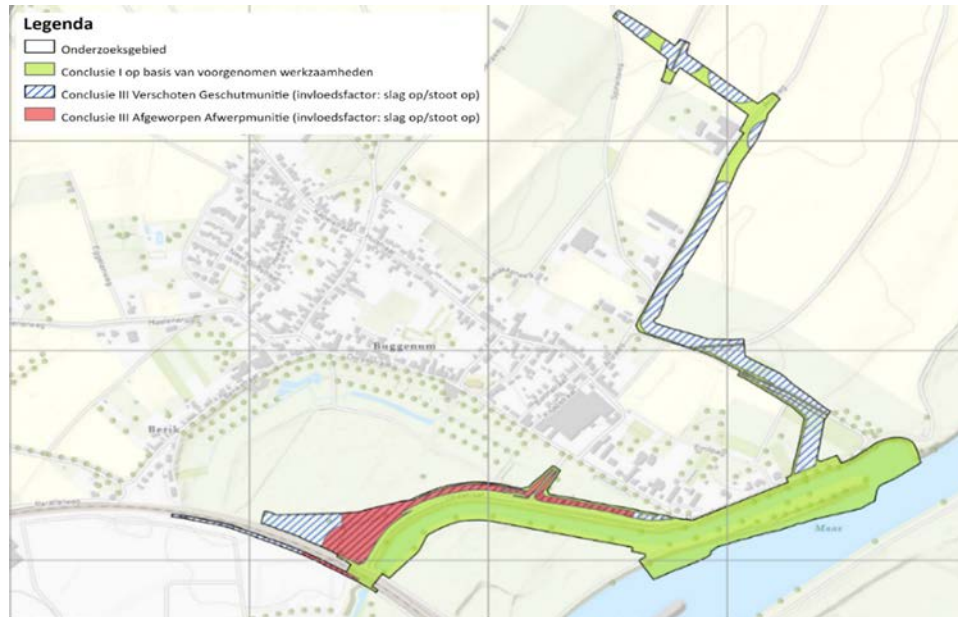 Legenda
Onderzoeksgebied
Conclusie I op basis van voorgenomen werkzaamheden
Conclusie III Verschoten Geschutmunitie (invloedsfactor: slag op/stoot op)
Conclusie III Afgeworpen Afwerpmunitie (invloedsfactor: slag op/stoot op)
Buggenum
Berik
Maas